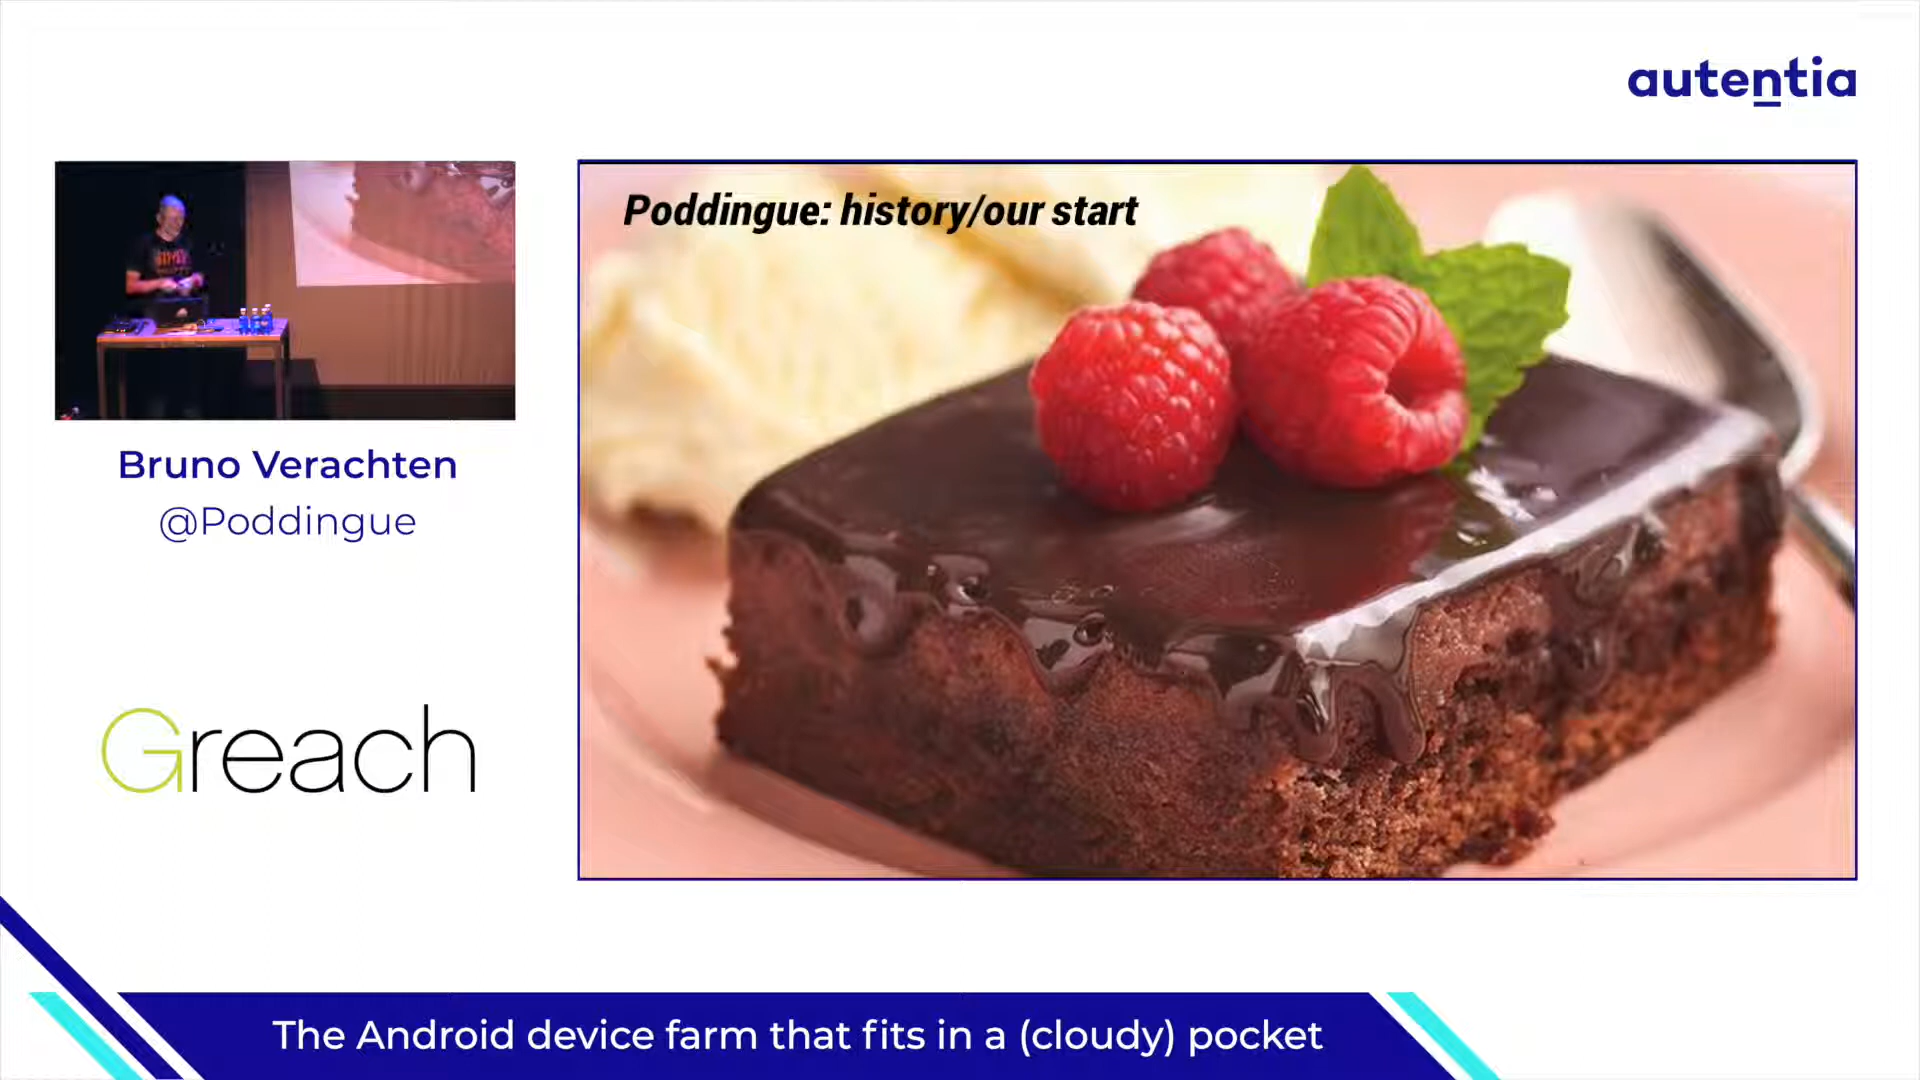 autentia
Poddingue: history/our start
Bruno Verachten
@Poddingue
Greach
The Android device farm that fits in a (cloudy) pocket